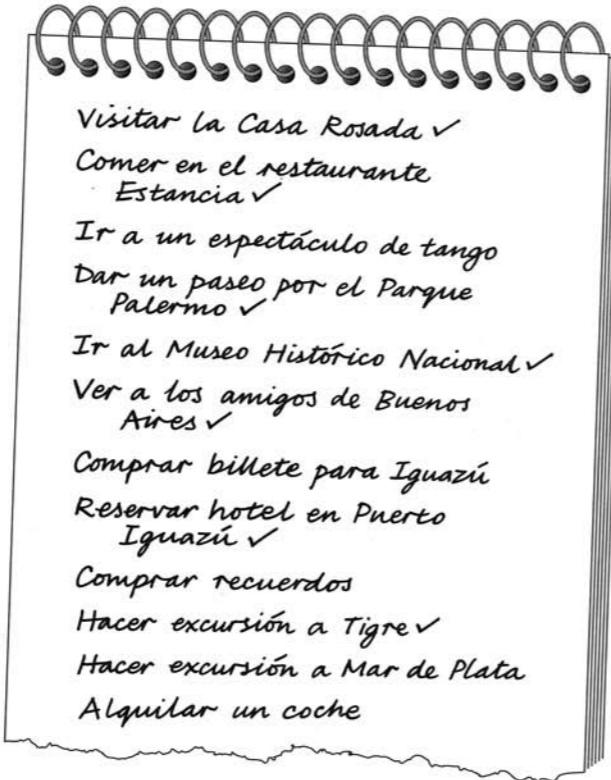 Visitar la Casa Rosada ✓
Comer en el restaurante
Estancia ✓
Ir a un espectáculo de tango
Dar un paseo por el Parque
Palermo ✓
Ir al Museo Histórico Nacional ✓
Ver a los amigos de Buenos
Aires ✓
Comprar billete para Iguazú
Reservar hotel en Puerto
Iguazú ✓
Comprar recuerdos
Hacer excursión a Tigre ✓
Hacer excursión a Mar de Plata
Alquilar un coche